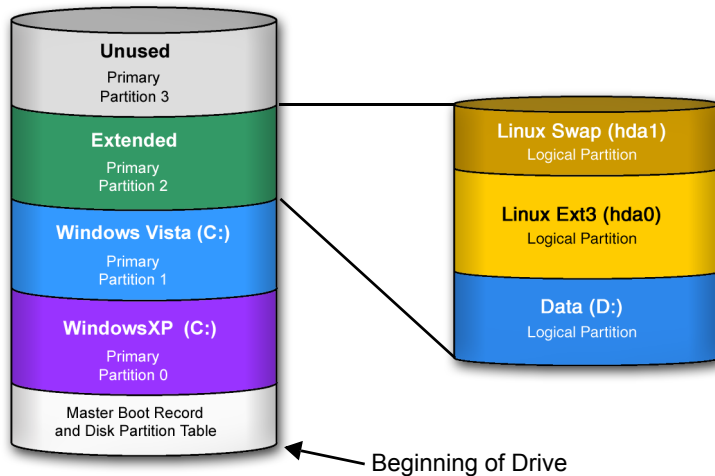 Unused
Primary
Partition 3
Extended
Primary
Partition 2
Windows Vista (C:)
Primary
Partition 1
WindowsXP (C:)
Primary
Partition 0
Master Boot Record
and Disk Partition Table
Linux Swap (hda1)
Logical Partition
Linux Ext3 (hda0)
Logical Partition
Data (D:)
Logical Partition
Beginning of Drive